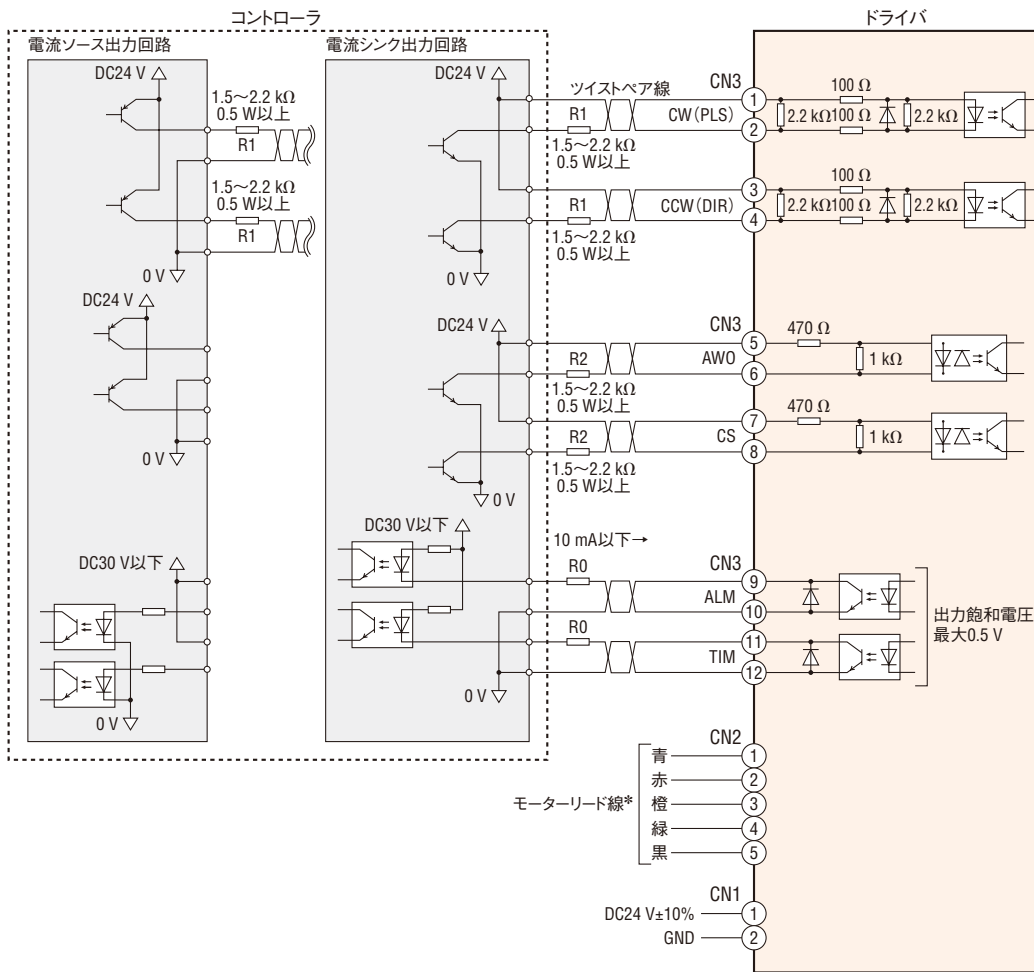 コントローラ
ドライバ
電流ソース出力回路
電流シンク出力回路
DC24 V
1.5～2.2 kΩ
0.5 W以上
R1
1.5～2.2 kΩ
0.5 W以上
R1
0 V
DC24 V
0 V
DC30 V以下
0 V
DC24 V
0 V
DC24 V
0 V
DC30 V以下
0 V
ツイストペア線
R1
1.5～2.2 kΩ
0.5 W以上
R1
1.5～2.2 kΩ
0.5 W以上
R2
1.5～2.2 kΩ
0.5 W以上
R2
1.5～2.2 kΩ
0.5 W以上
10 mA以下→
R0
R0
CN3
1
CW（PLS）
2
3
CCW（DIR）
4
CN3
5
AWO
6
7
CS
8
CN3
9
ALM
10
11
TIM
12
100 Ω
2.2 kΩ
100 Ω
2.2 kΩ
100 Ω
2.2 kΩ
100 Ω
2.2 kΩ
470 Ω
1 kΩ
470 Ω
1 kΩ
出力飽和電圧
最大0.5 V
CN2
モーターリード線*
青
1
赤
2
橙
3
緑
4
黒
5
CN1
DC24 V±10%
1
GND
2